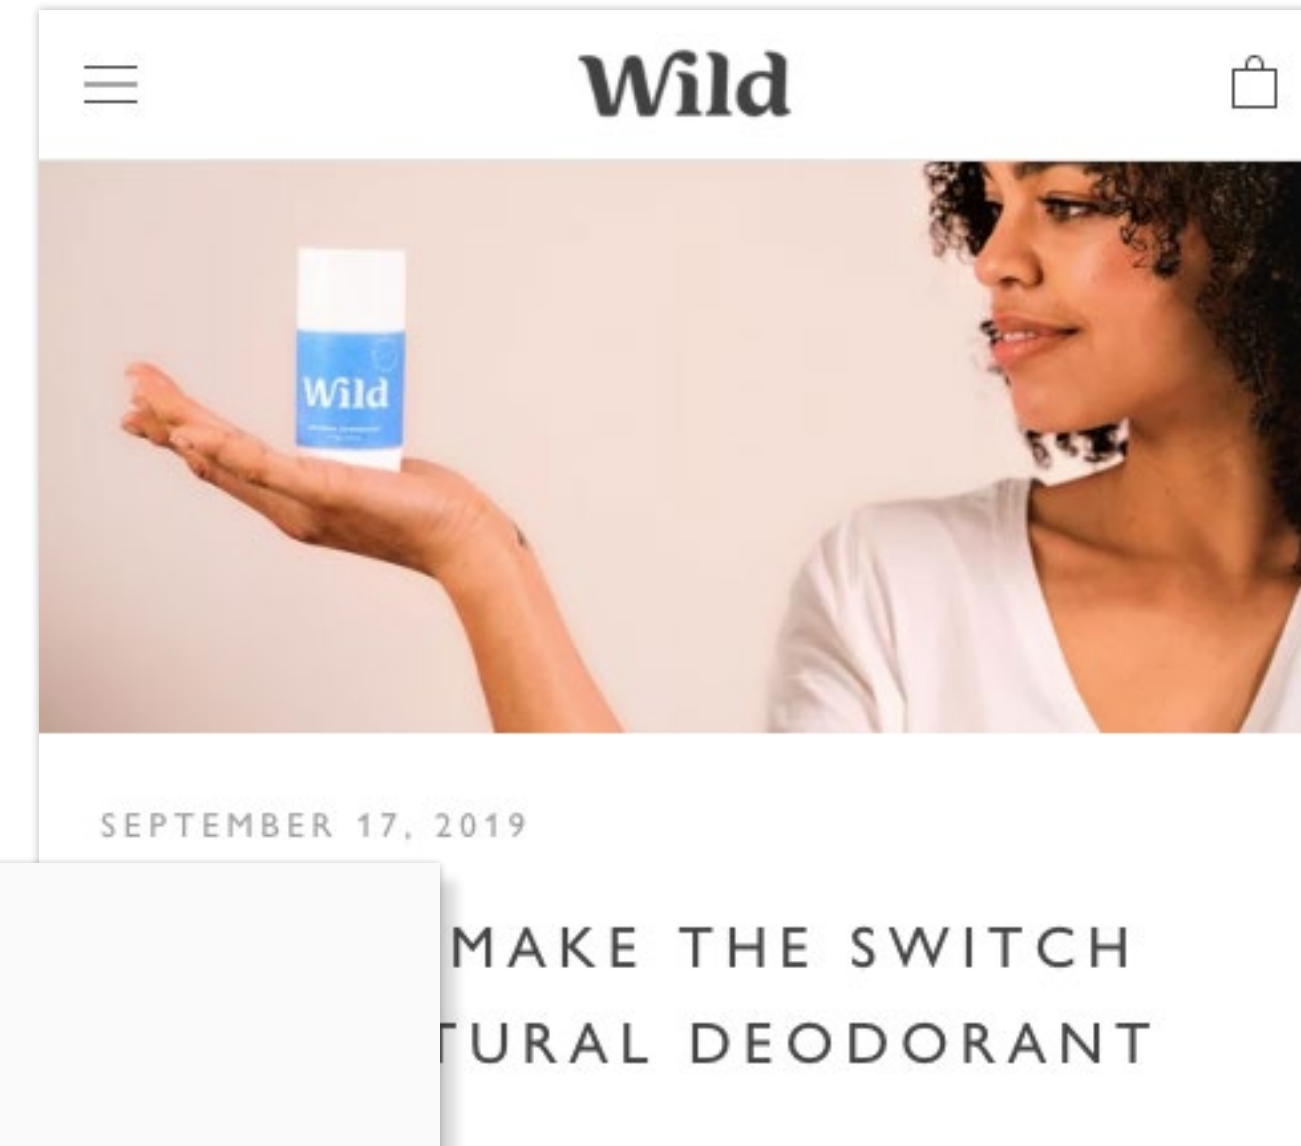 Wild
Wild
SEPTEMBER 17, 2019
MAKE THE SWITCH
TURAL DEODORANT